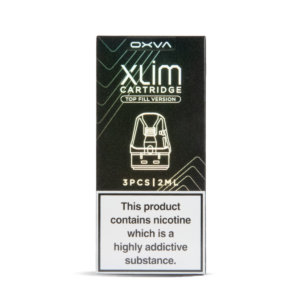 OXVA
XLIM
CARTRIDGE
TOP FILL VERSION
3PCS|2ML
This product
contains nicotine
which is a
highly addictive
substance.